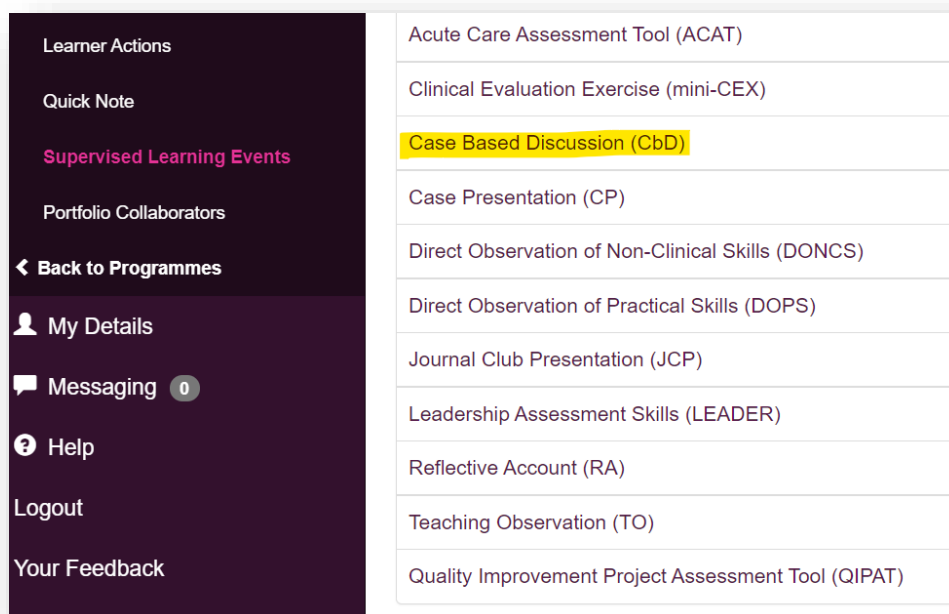 Learner Actions
Quick Note
Supervised Learning Events
Portfolio Collaborators
Back to Programmes
My Details
Messaging 0
Help
Logout
Your Feedback
Acute Care Assessment Tool (ACAT)
Clinical Evaluation Exercise (mini-CEX)
Case Based Discussion (CbD)
Case Presentation (CP)
Direct Observation of Non-Clinical Skills (DONCS)
Direct Observation of Practical Skills (DOPS)
Journal Club Presentation (JCP)
Leadership Assessment Skills (LEADER)
Reflective Account (RA)
Teaching Observation (TO)
Quality Improvement Project Assessment Tool (QIPAT)